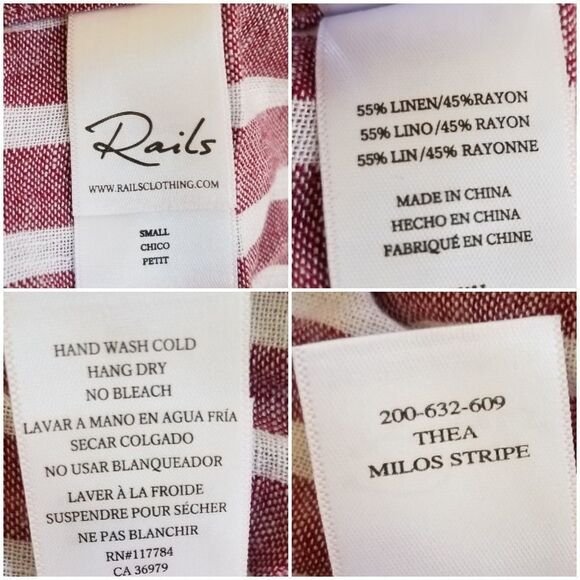 Rails
WWW.RAILSCLOTHING.COM
SMALL
CHICO
PETIT
55% LINEN/45%RAYON
55% LINO/45% RAYON
55% LIN/45% RAYONNE
MADE IN CHINA
HECHO EN CHINA
FABRIQUÉ EN CHINE
HAND WASH COLD
HANG DRY
NO BLEACH
LAVAR A MANO EN AGUA FRÍA
SECAR COLGADO
NO USAR BLANQUEADOR
LAVER À LA FROIDE
SUSPENDRE POUR SÉCHER
NE PAS BLANCHIR
RN#117784
CA 36979
200-632-609
THEA
MILOS STRIPE